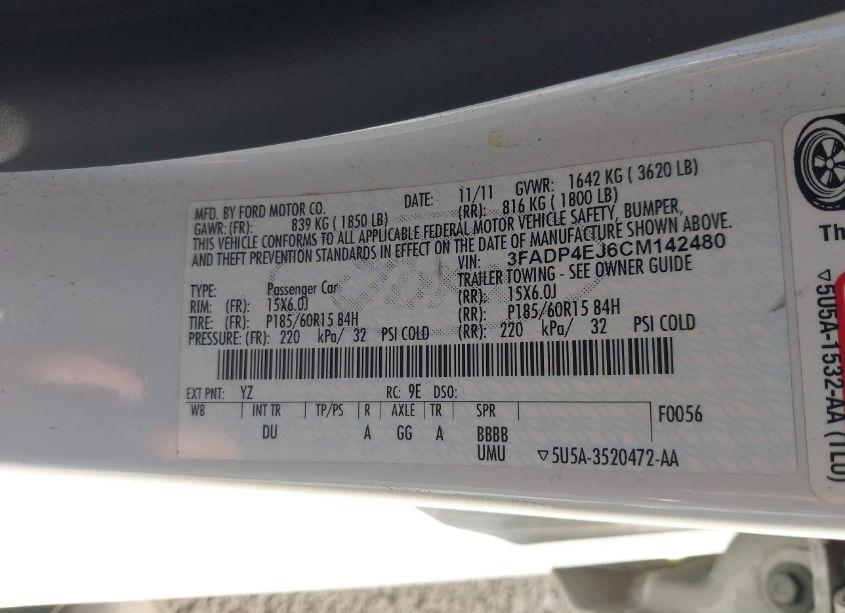 MFD. BY FORD MOTOR CO. DATE: 11/11 GVWR: 1642 KG ( 3620 LB)
GAWR: (FR): 839 KG ( 1850 LB) (RR): 816 KG ( 1800 LB)
THIS VEHICLE CONFORMS TO ALL APPLICABLE FEDERAL MOTOR VEHICLE SAFETY, BUMPER,
AND THEFT PREVENTION STANDARDS IN EFFECT ON THE DATE OF MANUFACTURE SHOWN ABOVE.
VIN: 3FADP4EJ6CM142480
TYPE: Passenger Car TRAILER TOWING - SEE OWNER GUIDE
RIM: (FR): 15X6.0J (RR): 15X6.0J
TIRE: (FR): P185/60R15 84H (RR): P185/60R15 84H
PRESSURE: (FR): 220 kPa/ 32 PSI COLD (RR): 220 kPa/ 32 PSI COLD
EXT PNT: YZ RC: 9E DSO:
WB INT TR TP/PS R AXLE TR SPR F0056
DU A GG A BBBB
UMU ▽5U5A-3520472-AA
Th
▽5U5A-1532-AA (TL0)